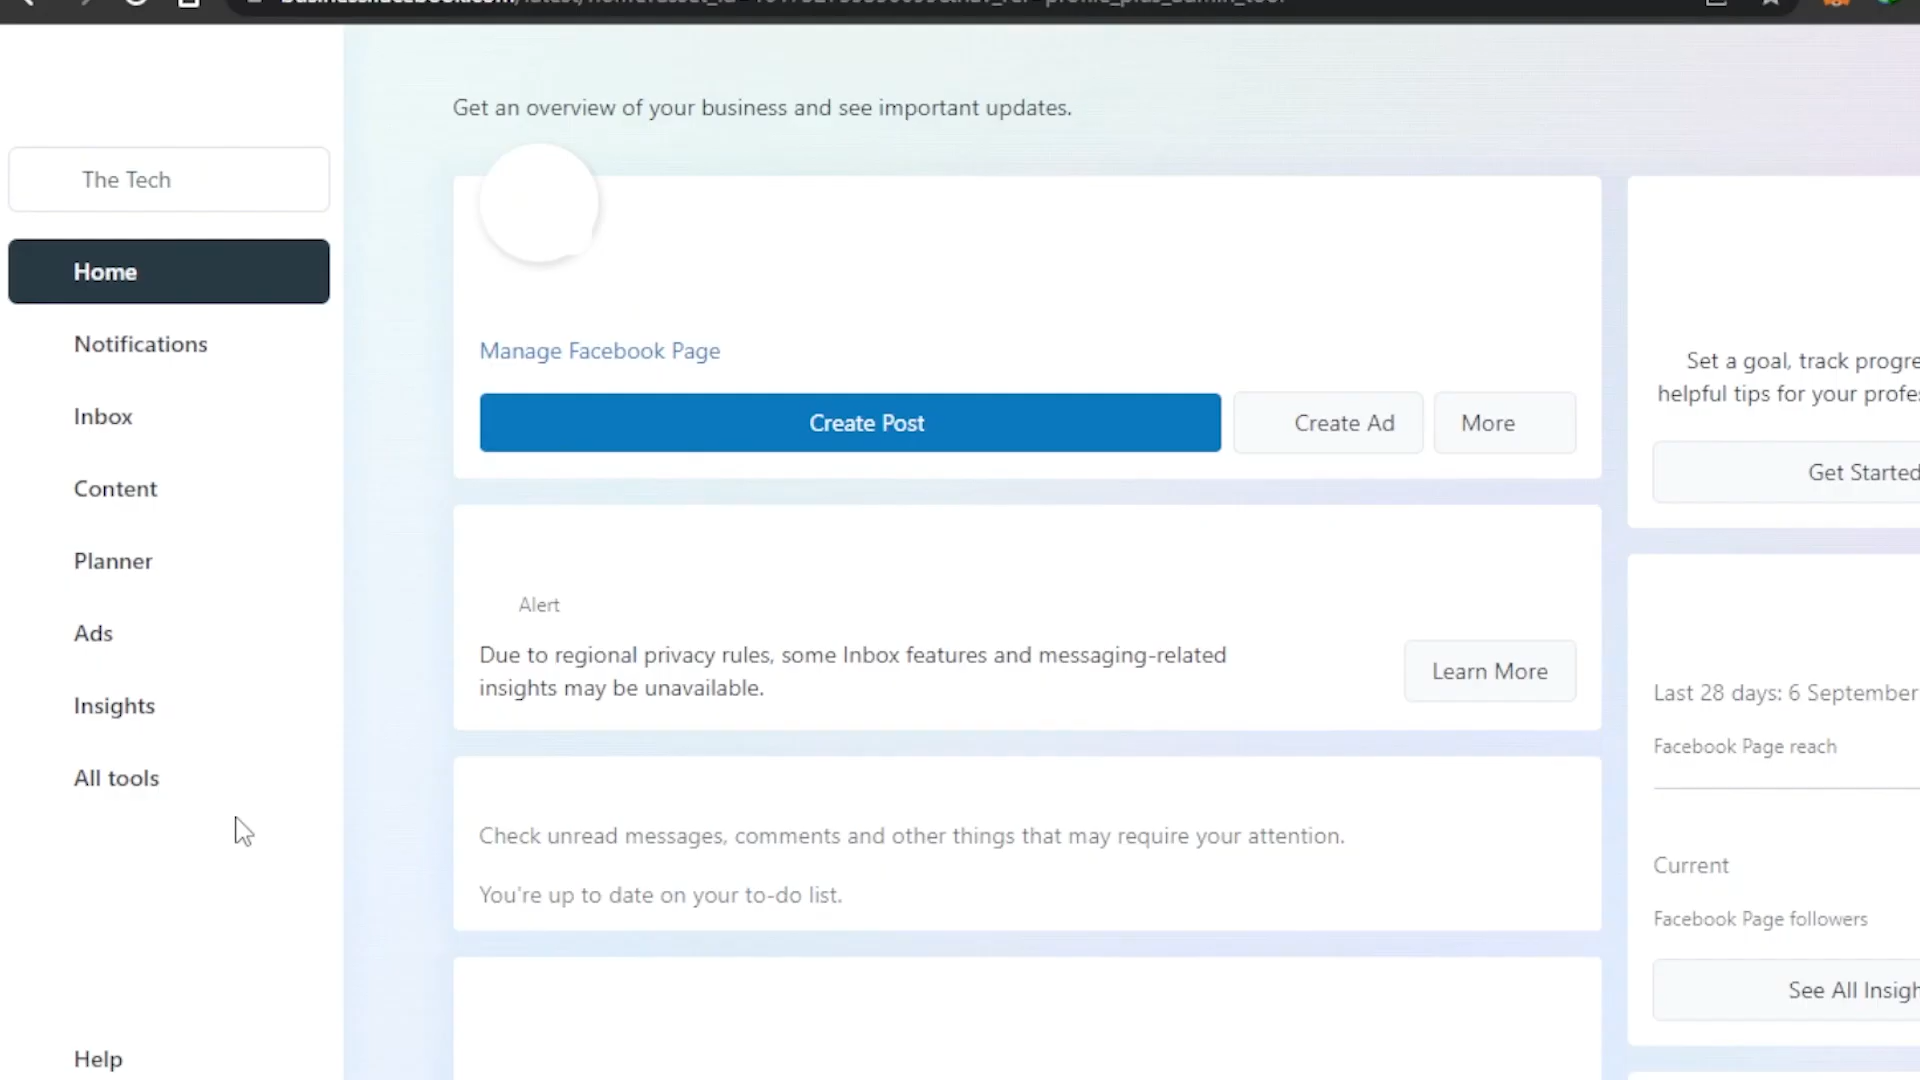 Get an overview of your business and see important updates.
The Tech
Home
Notifications
Inbox
Content
Planner
Ads
Insights
All tools
Help
Manage Facebook Page
Create Post
Create Ad
More
Alert
Due to regional privacy rules, some Inbox features and messaging-related
insights may be unavailable.
Learn More
Check unread messages, comments and other things that may require your attention.
You're up to date on your to-do list.
Set a goal, track progre
helpful tips for your profes
Get Started
Last 28 days: 6 September
Facebook Page reach
Current
Facebook Page followers
See All Insigh